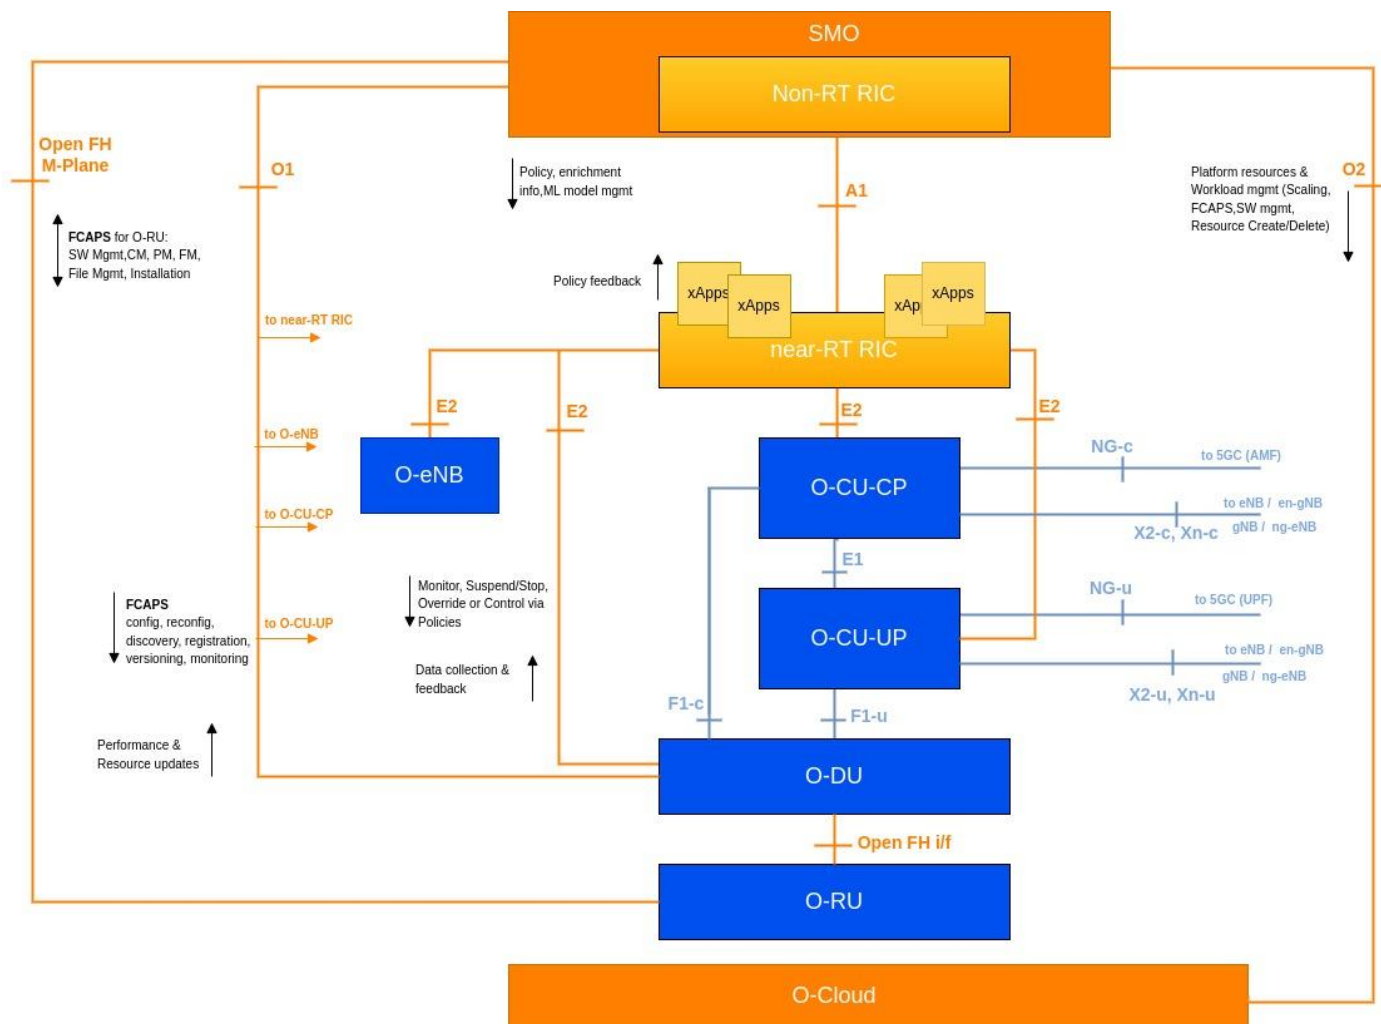 SMO
Non-RT RIC
Open FH
M-Plane
O1
Policy, enrichment
info,ML model mgmt
A1
Platform resources &
Workload mgmt (Scaling,
FCAPS,SW mgmt,
Resource Create/Delete)
O2
FCAPS for O-RU:
SW Mgmt,CM, PM, FM,
File Mgmt, Installation
Policy feedback
xApps
xApps
xAp
xApps
to near-RT RIC
near-RT RIC
E2
E2
E2
E2
to O-eNB
O-eNB
O-CU-CP
NG-c
to 5GC (AMF)
to eNB / en-gNB
X2-c, Xn-c
gNB / ng-eNB
to O-CU-CP
E1
Monitor, Suspend/Stop,
Override or Control via
Policies
FCAPS
config, reconfig,
discovery, registration,
versioning, monitoring
to O-CU-UP
O-CU-UP
NG-u
to 5GC (UPF)
to eNB / en-gNB
gNB / ng-eNB
X2-u, Xn-u
Data collection &
feedback
F1-c
F1-u
Performance &
Resource updates
O-DU
Open FH i/f
O-RU
O-Cloud